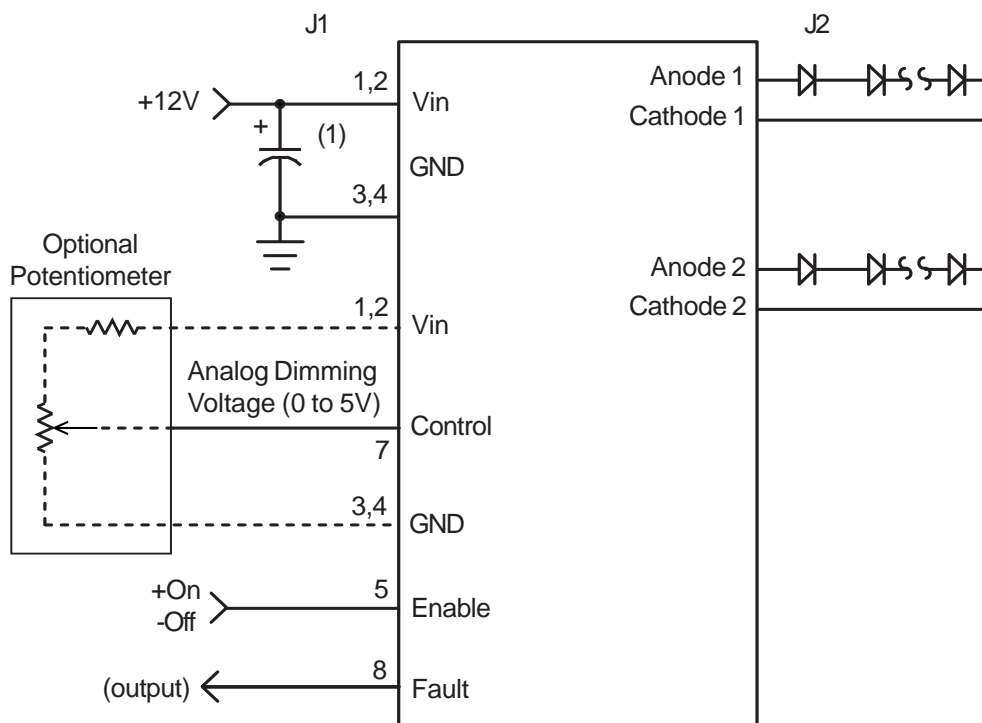 J1
J2
+12V
1,2
Vin
+
(1)
GND
3,4
Anode 1
Cathode 1
Anode 2
Cathode 2
Optional
Potentiometer
1,2
Vin
Analog Dimming
Voltage (0 to 5V)
Control
7
3,4
GND
+On
-Off
5
Enable
(output)
8
Fault